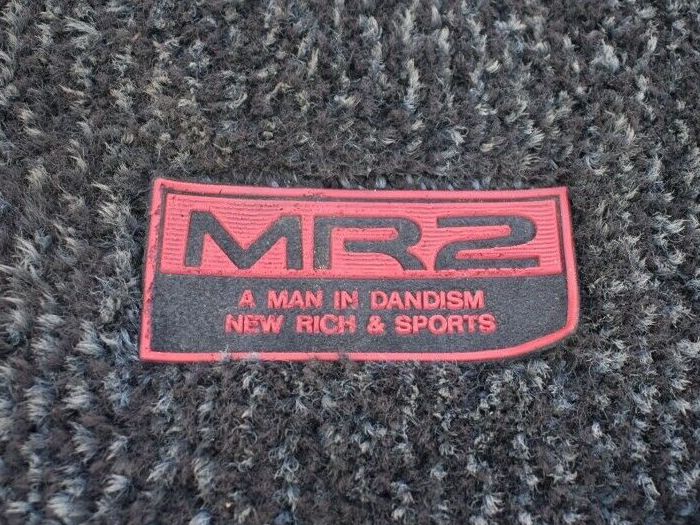 MR2
A MAN IN DANDISM
NEW RICH & SPORTS